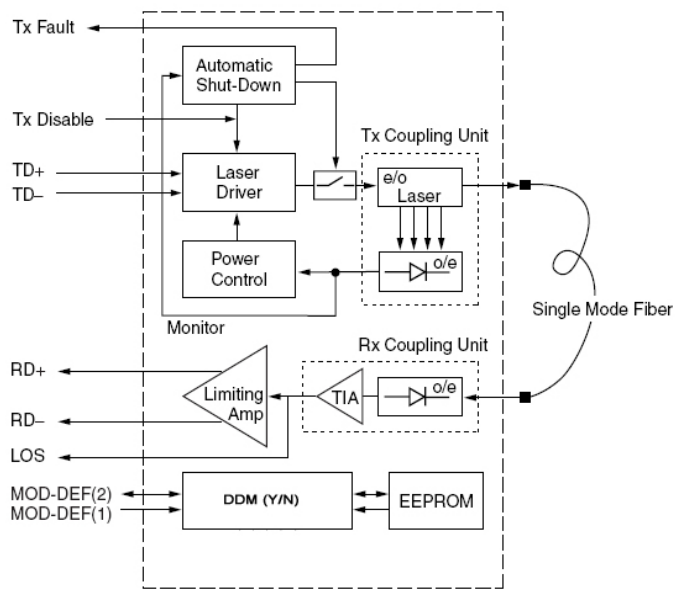 Tx Fault
Automatic
Shut-Down
Tx Disable
Tx Coupling Unit
TD+
TD–
Laser
Driver
e/o
Laser
Power
Control
o/e
Monitor
Single Mode Fiber
Rx Coupling Unit
RD+
RD–
Limiting
Amp
TIA
o/e
LOS
MOD-DEF(2)
MOD-DEF(1)
DDM (Y/N)
EEPROM